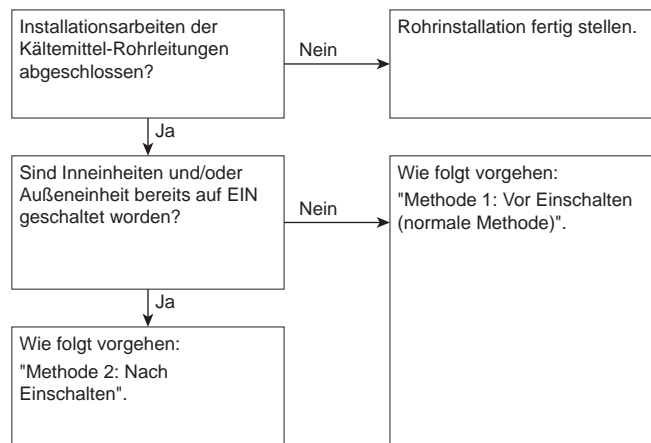 Installationsarbeiten der
Kältemittel-Rohrleitungen
abgeschlossen?
Nein
Rohrinstallation fertig stellen.
Ja
Sind Inneinheiten und/oder
Außeneinheit bereits auf EIN
geschaltet worden?
Nein
Wie folgt vorgehen:
"Methode 1: Vor Einschalten
(normale Methode)".
Ja
Wie folgt vorgehen:
"Methode 2: Nach
Einschalten".